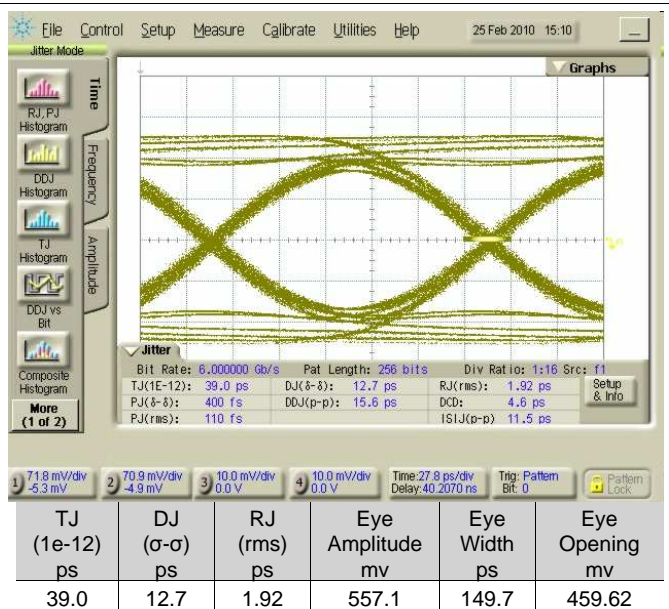 File Control Setup Measure Calibrate Utilities Help 25 Feb 2010 15:10
Jitter Mode
Graphs
RJ, PJ
Histogram
DDJ
Histogram
TJ
Histogram
DDJ vs
Bit
Composite
Histogram
More
(1 of 2)
Time
Frequency
Amplitude
Jitter
Bit Rate: 6.000000 Gb/s Pat Length: 256 bits Div Ratio: 1:16 Src: f1
TJ(1E-12): 39.0 ps DJ(δ-δ): 12.7 ps RJ(rms): 1.92 ps
PJ(δ-δ): 400 fs DDJ(p-p): 15.6 ps DCD: 4.6 ps
PJ(rms): 110 fs ISIJ(p-p) 11.5 ps
Setup
& Info
1) 71.8 mV/div 2) 70.9 mV/div 3) 10.0 mV/div 4) 10.0 mV/div Time:27.8 ps/div Trig: Pattern Pattern
-5.3 mV -4.9 mV 0.0 V 0.0 V Delay:40.2070 ns Bit: 0 Lock
TJ DJ RJ Eye Eye Eye
(1e-12) (σ-σ) (rms) Amplitude Width Opening
ps ps ps mv ps mv
39.0 12.7 1.92 557.1 149.7 459.62